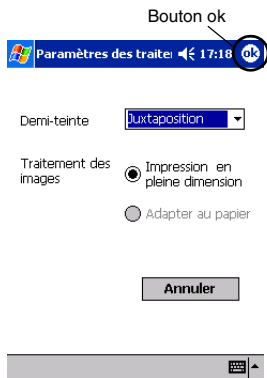 Bouton ok
Paramètres des traiter 17:18 ok
Demi-teinte Juxtaposition
Traitement des images
Impression en pleine dimension
Adapter au papier
Annuler